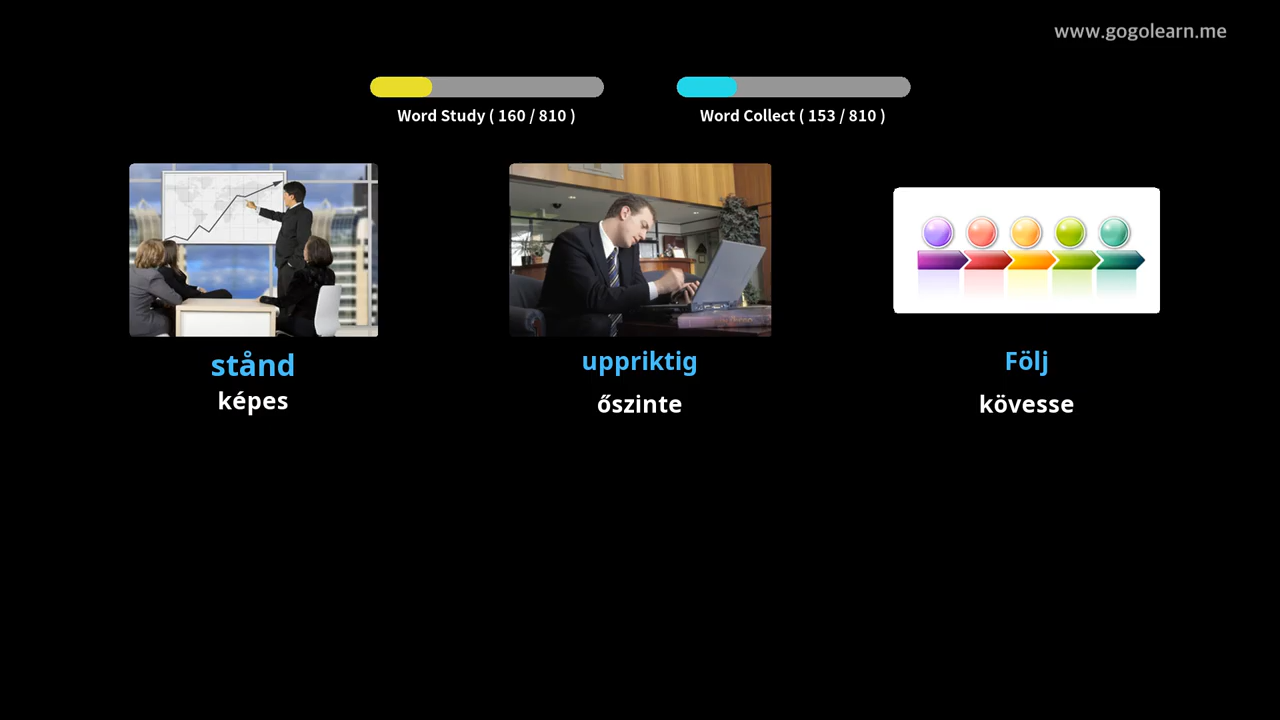 www.gogolearn.me
Word Study ( 160 / 810 )
Word Collect ( 153 / 810 )
stånd
képes
uppriktig
őszinte
Följ
kövesse